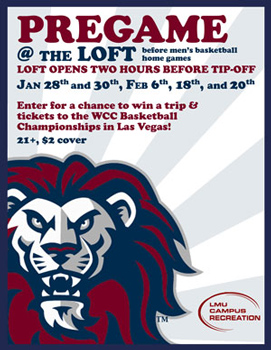 PREGAME
@ THE LOFT before men's basketball
home games
LOFT OPENS TWO HOURS BEFORE TIP-OFF
JAN 28th and 30th, FEB 6th, 18th, and 20th
Enter for a chance to win a trip &
tickets to the WCC Basketball
Championships in Las Vegas!
21+, $2 cover
TM
LMU
CAMPUS
RECREATION